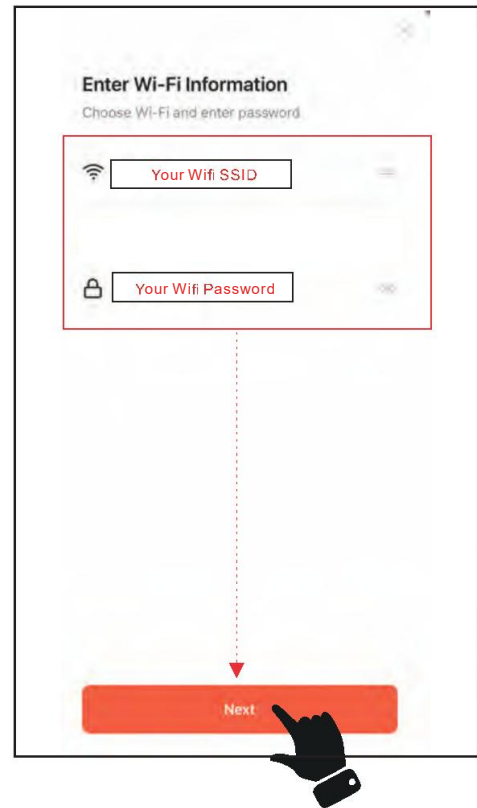 Enter Wi-Fi Information
Choose Wi-Fi and enter password
Your Wifi SSID
Your Wifi Password
Next